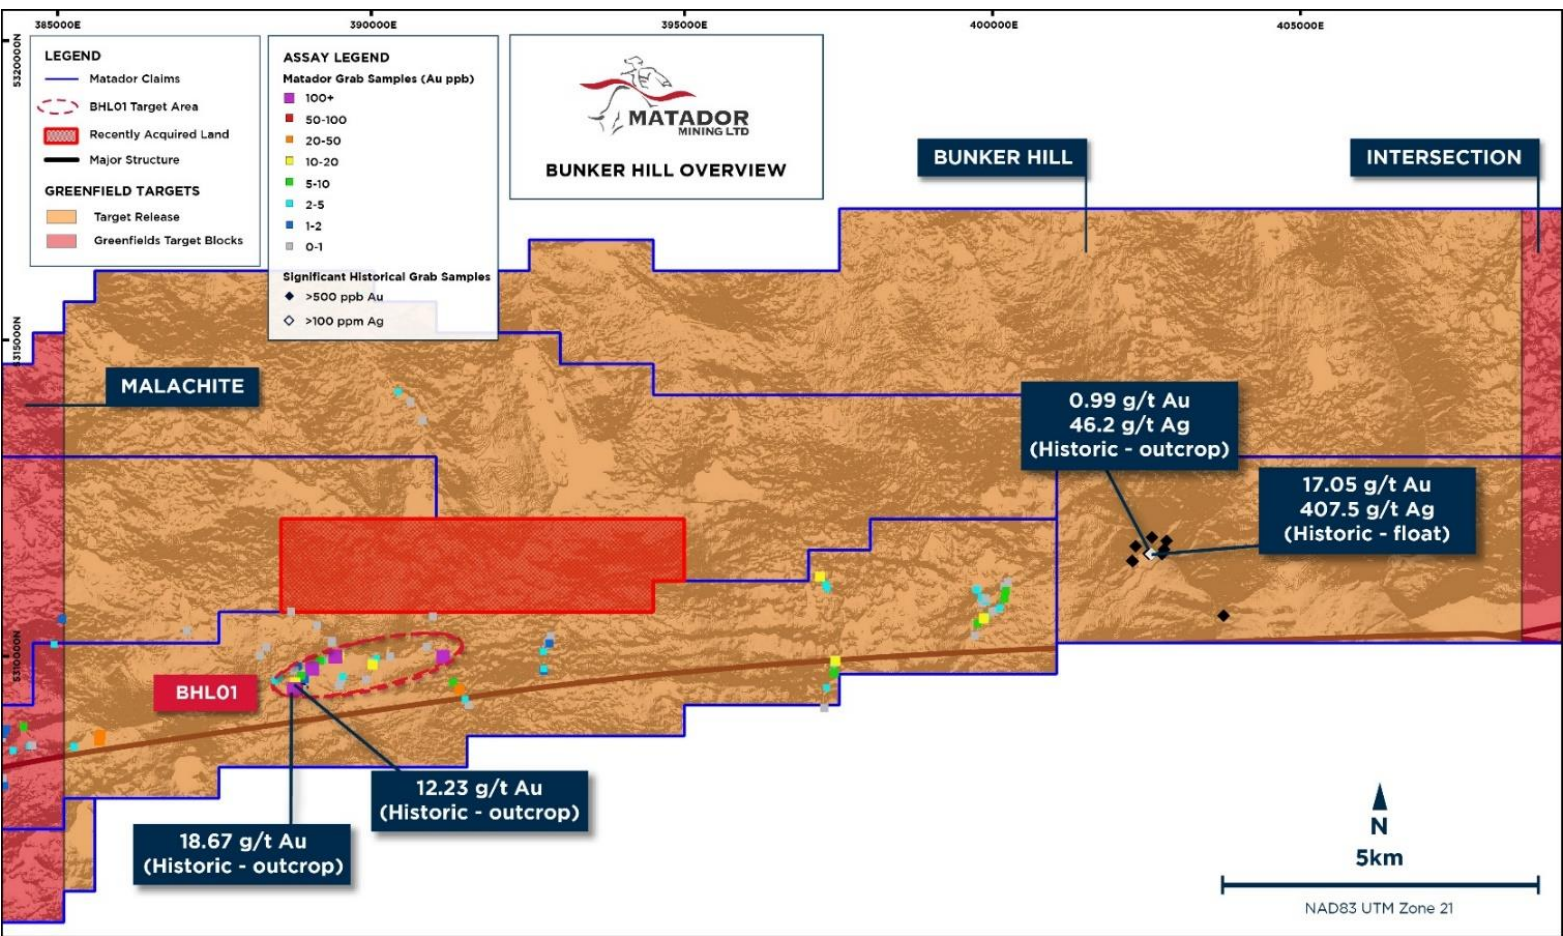 385000E
390000E
395000E
400000E
405000E
5320000N
5315000N
5310000N
LEGEND
Matador Claims
BHL01 Target Area
Recently Acquired Land
Major Structure
GREENFIELD TARGETS
Target Release
Greenfields Target Blocks
ASSAY LEGEND
Matador Grab Samples (Au ppb)
100+
50-100
20-50
10-20
5-10
2-5
1-2
0-1
Significant Historical Grab Samples
>500 ppb Au
>100 ppm Ag
MATADOR
MINING LTD
BUNKER HILL OVERVIEW
BUNKER HILL
INTERSECTION
MALACHITE
0.99 g/t Au
46.2 g/t Ag
(Historic - outcrop)
17.05 g/t Au
407.5 g/t Ag
(Historic - float)
BHL01
12.23 g/t Au
(Historic - outcrop)
18.67 g/t Au
(Historic - outcrop)
N
5km
NAD83 UTM Zone 21